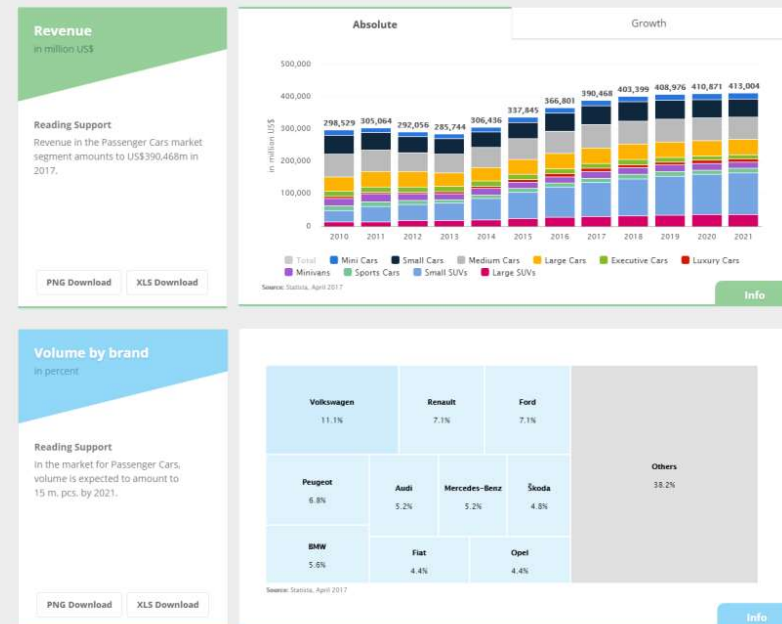 Revenue
in million US$
Reading Support
Revenue in the Passenger Cars market
segment amounts to US$390,468m in
2017.
PNG Download XLS Download
Absolute Growth
in million US$
500,000
400,000
300,000
200,000
100,000
0
298,529 305,064 292,056 285,744 306,436 337,845 366,801 390,468 403,399 408,976 410,871 413,004
2010 2011 2012 2013 2014 2015 2016 2017 2018 2019 2020 2021
Total Mini Cars Small Cars Medium Cars Large Cars Executive Cars Luxury Cars
Minivans Sports Cars Small SUVs Large SUVs
Source: Statista, April 2017
Info
Volume by brand
in percent
Reading Support
In the market for Passenger Cars,
volume is expected to amount to
15 m. pcs. by 2021.
PNG Download XLS Download
Volkswagen Renault Ford
11.1% 7.1% 7.1%
Others
38.2%
Peugeot
6.8%
Audi Mercedes-Benz Škoda
5.2% 5.2% 4.8%
BMW
5.6%
Fiat Opel
4.4% 4.4%
Source: Statista, April 2017
Info